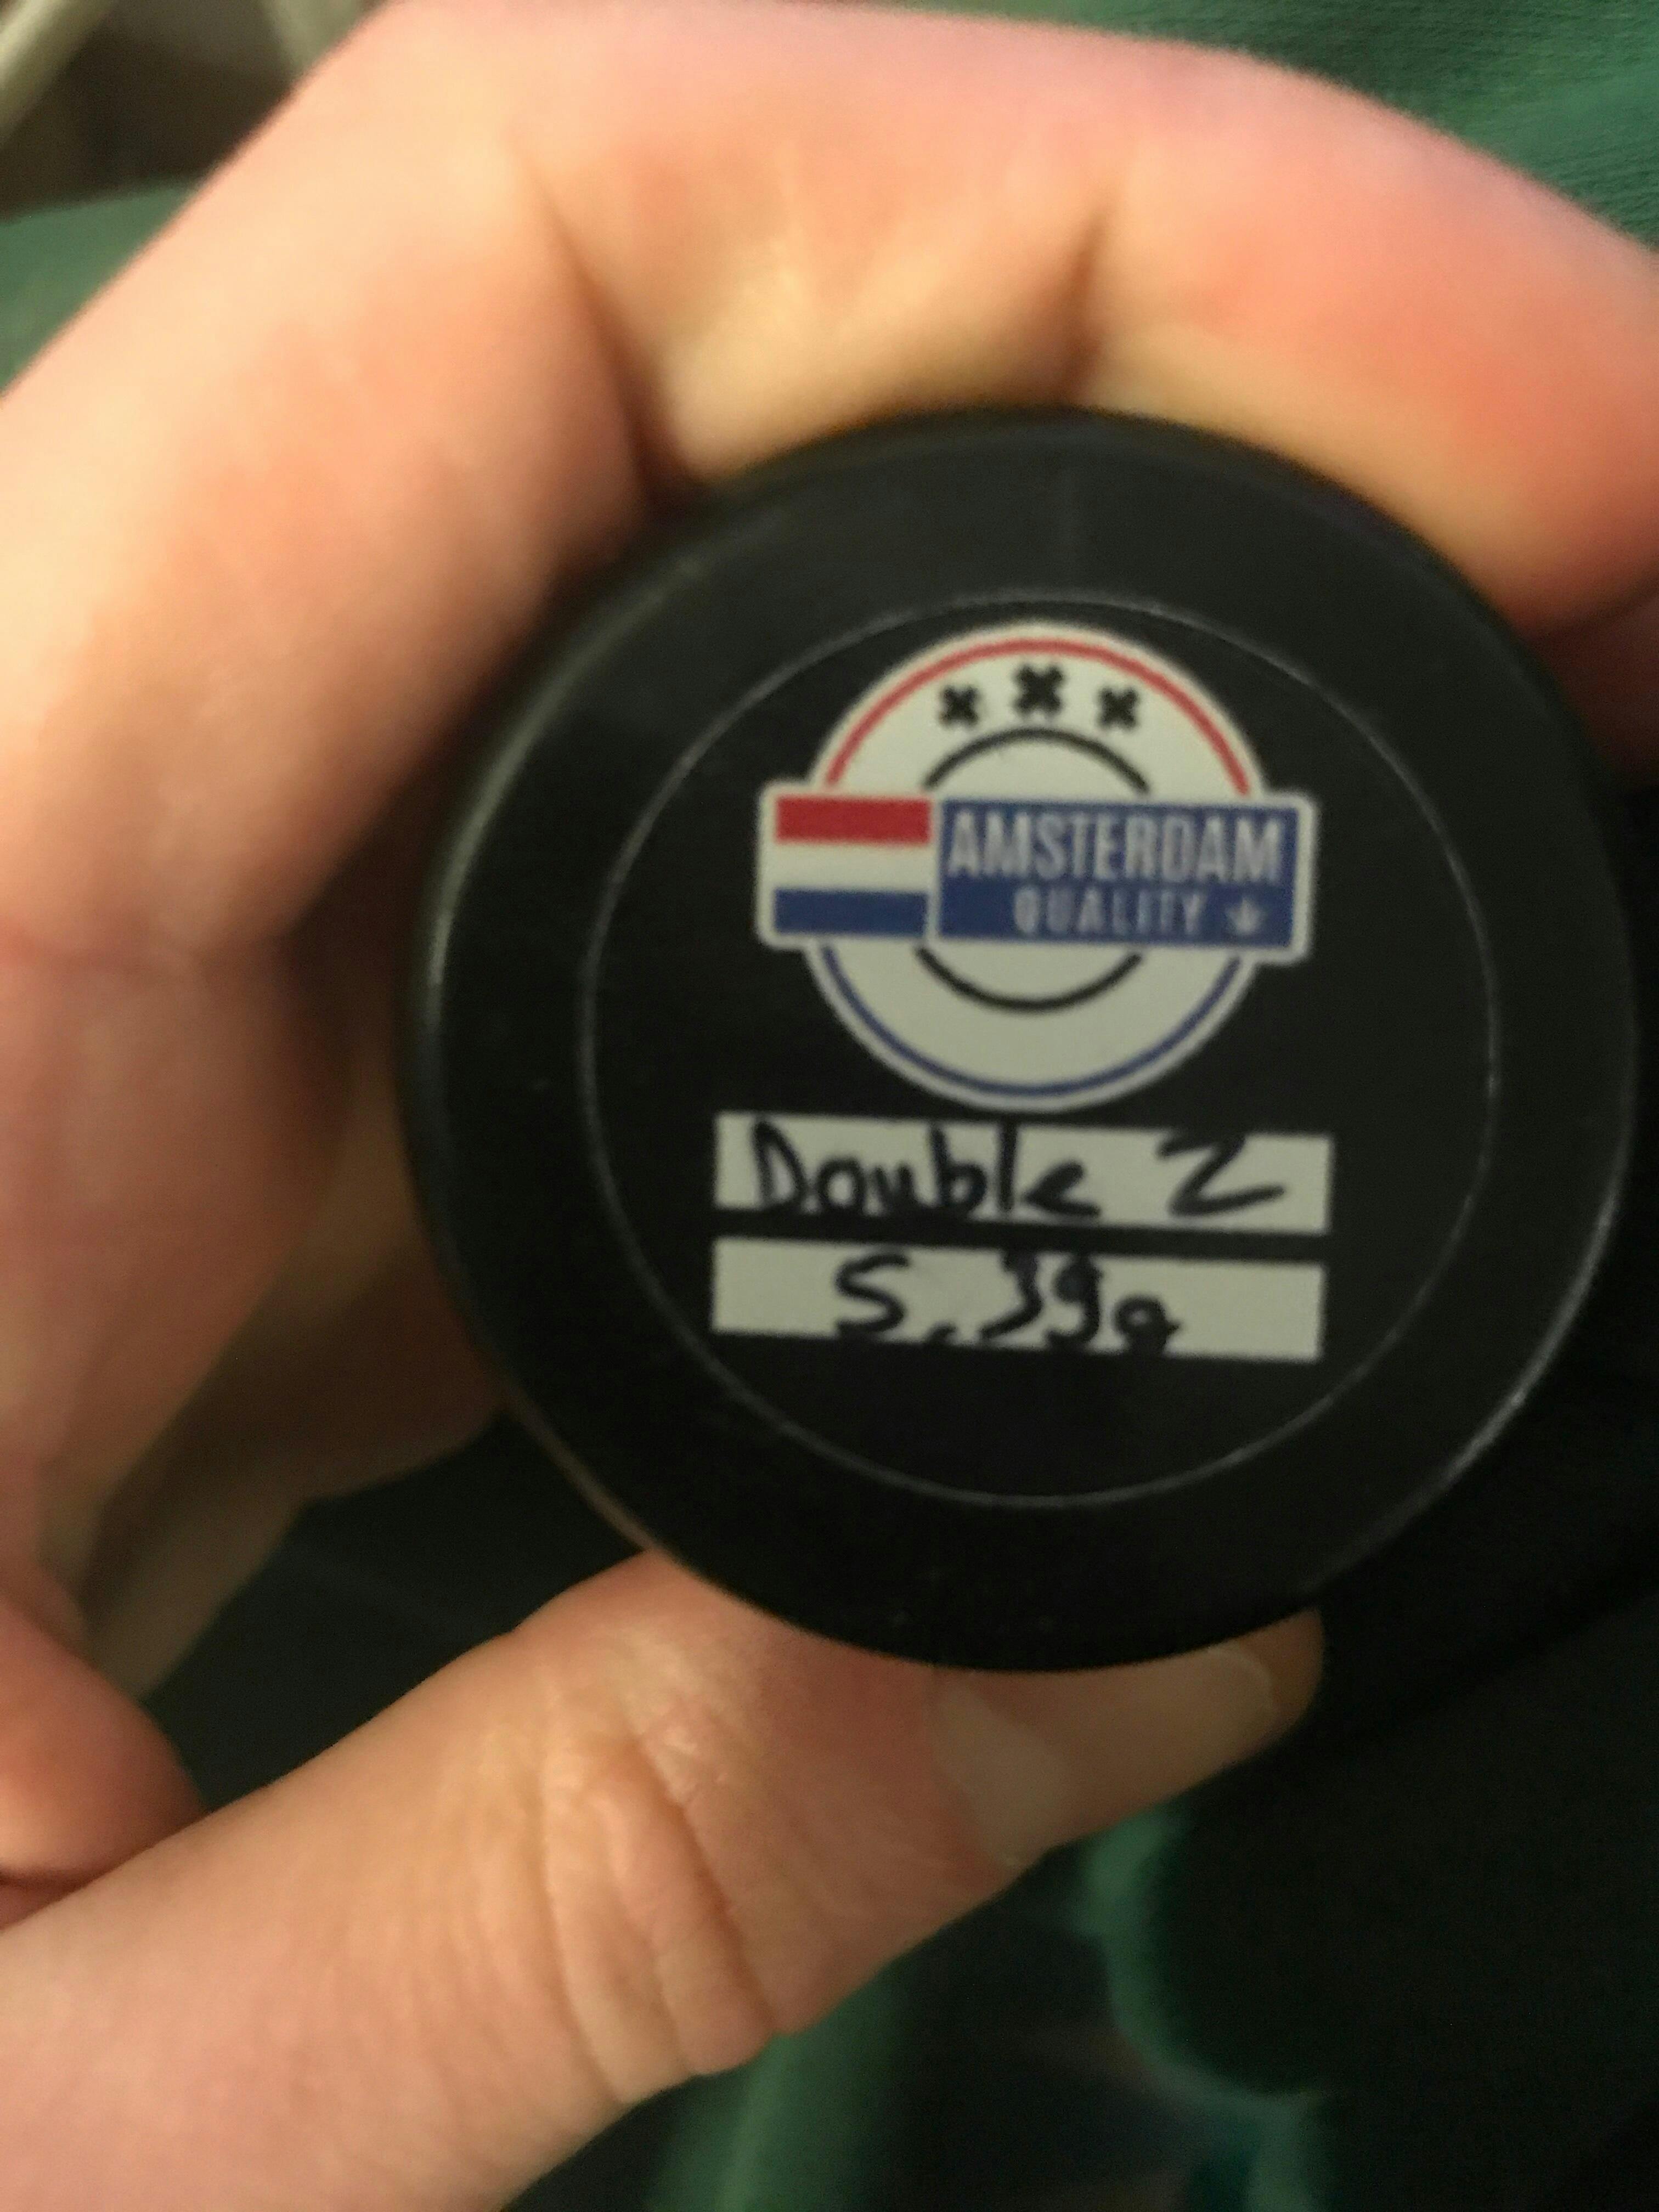 AMSTERDAM
QUALITY
Double Z
5.39g